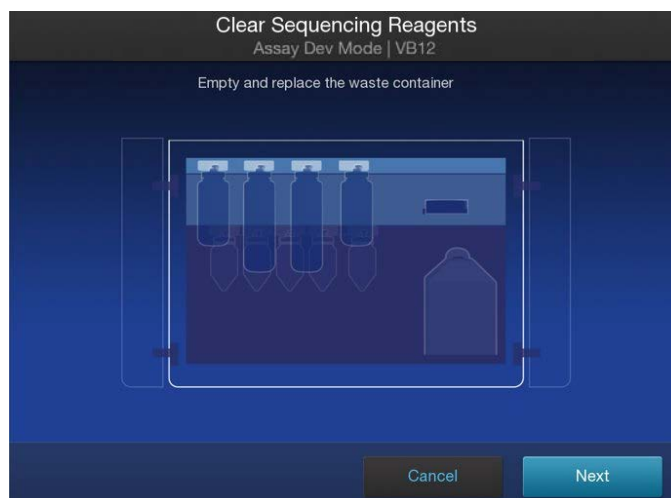 Clear Sequencing Reagents
Assay Dev Mode | VB12
Empty and replace the waste container
Cancel
Next